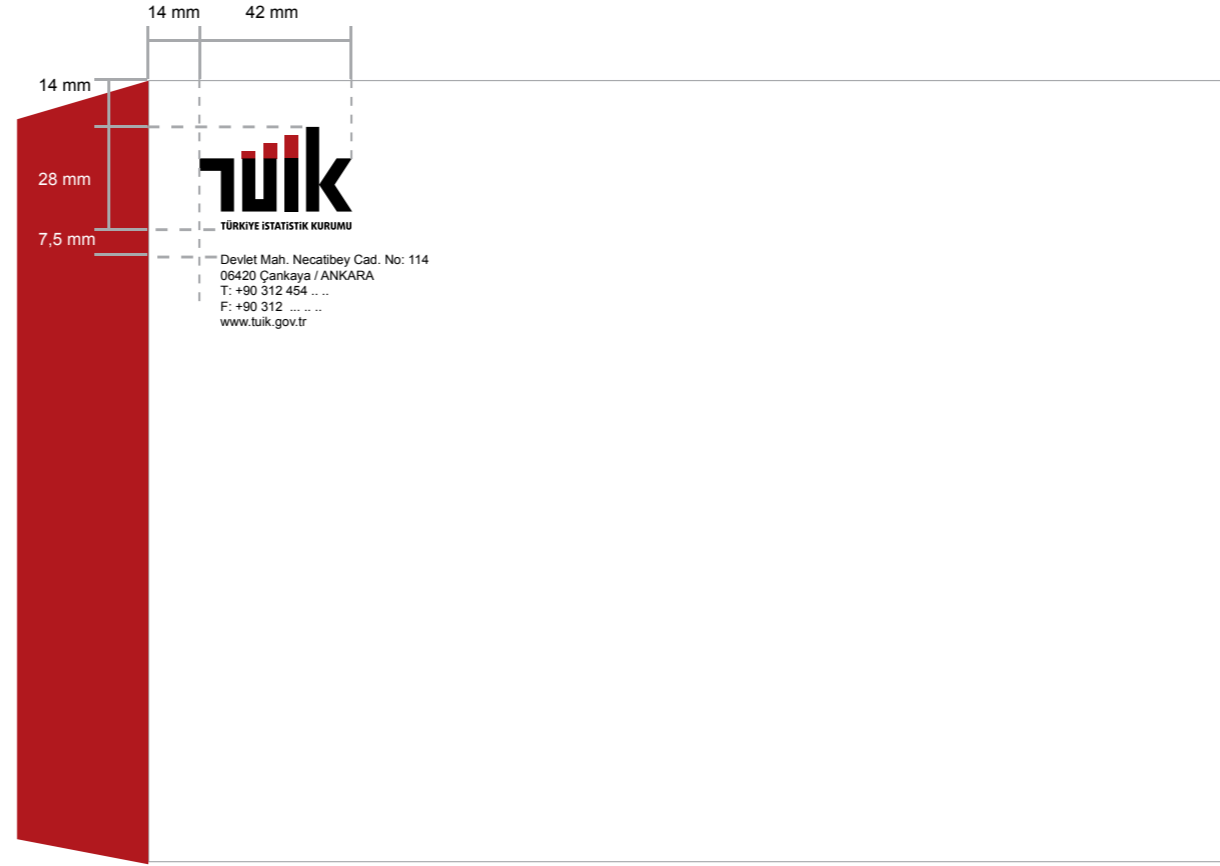 14 mm 42 mm
14 mm
28 mm
7,5 mm
TUIK
TÜRKİYE İSTATİSTİK KURUMU
Devlet Mah. Necatibey Cad. No: 114
06420 Çankaya / ANKARA
T: +90 312 454 .. ..
F: +90 312 ... .. ..
www.tuik.gov.tr